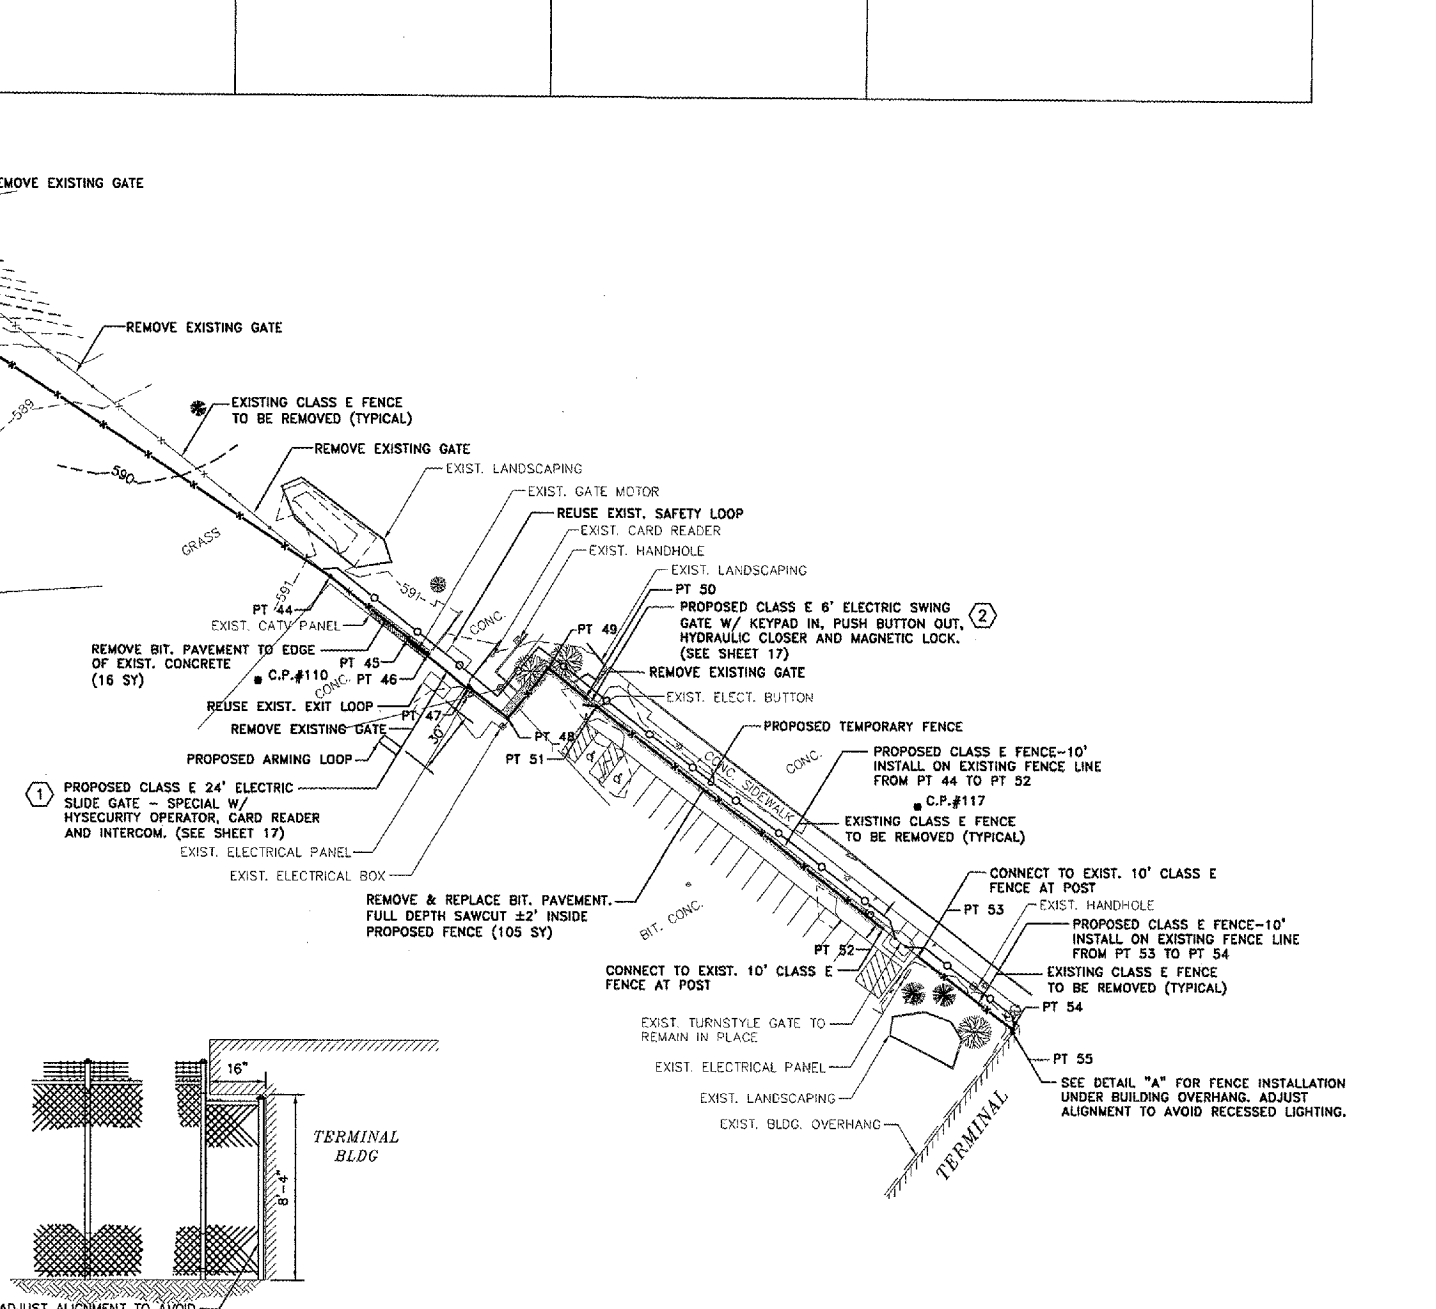 EMOVE EXISTING GATE
REMOVE EXISTING GATE
589
EXISTING CLASS E FENCE
TO BE REMOVED (TYPICAL)
REMOVE EXISTING GATE
EXIST. LANDSCAPING
590
EXIST. GATE MOTOR
REUSE EXIST. SAFETY LOOP
EXIST. CARD READER
GRASS
EXIST. HANDHOLE
EXIST. LANDSCAPING
591
591
PT 50
PT 44
PROPOSED CLASS E 6' ELECTRIC SWING
GATE W/ KEYPAD IN, PUSH BUTTON OUT,
HYDRAULIC CLOSER AND MAGNETIC LOCK.
(SEE SHEET 17)
2
EXIST. CATV PANEL
CONC.
PT 49
REMOVE BIT. PAVEMENT TO EDGE
OF EXIST. CONCRETE
(16 SY)
PT 45
C.P.#110
CONC.
PT 46
REMOVE EXISTING GATE
EXIST. ELECT. BUTTON
REUSE EXIST. EXIT LOOP
PT 47
REMOVE EXISTING GATE
30'
PT 48
PROPOSED TEMPORARY FENCE
PROPOSED ARMING LOOP
PT 51
CONC. SIDEWALK
CONC.
PROPOSED CLASS E FENCE-10'
INSTALL ON EXISTING FENCE LINE
FROM PT 44 TO PT 52
1
PROPOSED CLASS E 24' ELECTRIC
SLIDE GATE - SPECIAL W/
HYSECURITY OPERATOR, CARD READER
AND INTERCOM. (SEE SHEET 17)
C.P.#117
EXISTING CLASS E FENCE
TO BE REMOVED (TYPICAL)
EXIST. ELECTRICAL PANEL
EXIST. ELECTRICAL BOX
CONNECT TO EXIST. 10' CLASS E
FENCE AT POST
REMOVE & REPLACE BIT. PAVEMENT.
FULL DEPTH SAWCUT ±2' INSIDE
PROPOSED FENCE (105 SY)
BIT. CONC.
PT 53
EXIST. HANDHOLE
PROPOSED CLASS E FENCE-10'
INSTALL ON EXISTING FENCE LINE
FROM PT 53 TO PT 54
PT 52
CONNECT TO EXIST. 10' CLASS E
FENCE AT POST
EXISTING CLASS E FENCE
TO BE REMOVED (TYPICAL)
PT 54
EXIST. TURNSTYLE GATE TO
REMAIN IN PLACE
PT 55
EXIST. ELECTRICAL PANEL
SEE DETAIL "A" FOR FENCE INSTALLATION
UNDER BUILDING OVERHANG. ADJUST
ALIGNMENT TO AVOID RECESSED LIGHTING.
EXIST. LANDSCAPING
EXIST. BLDG. OVERHANG
TERMINAL
16"
TERMINAL
BLDG
8'-4"
ADJUST ALIGNMENT TO AVOID